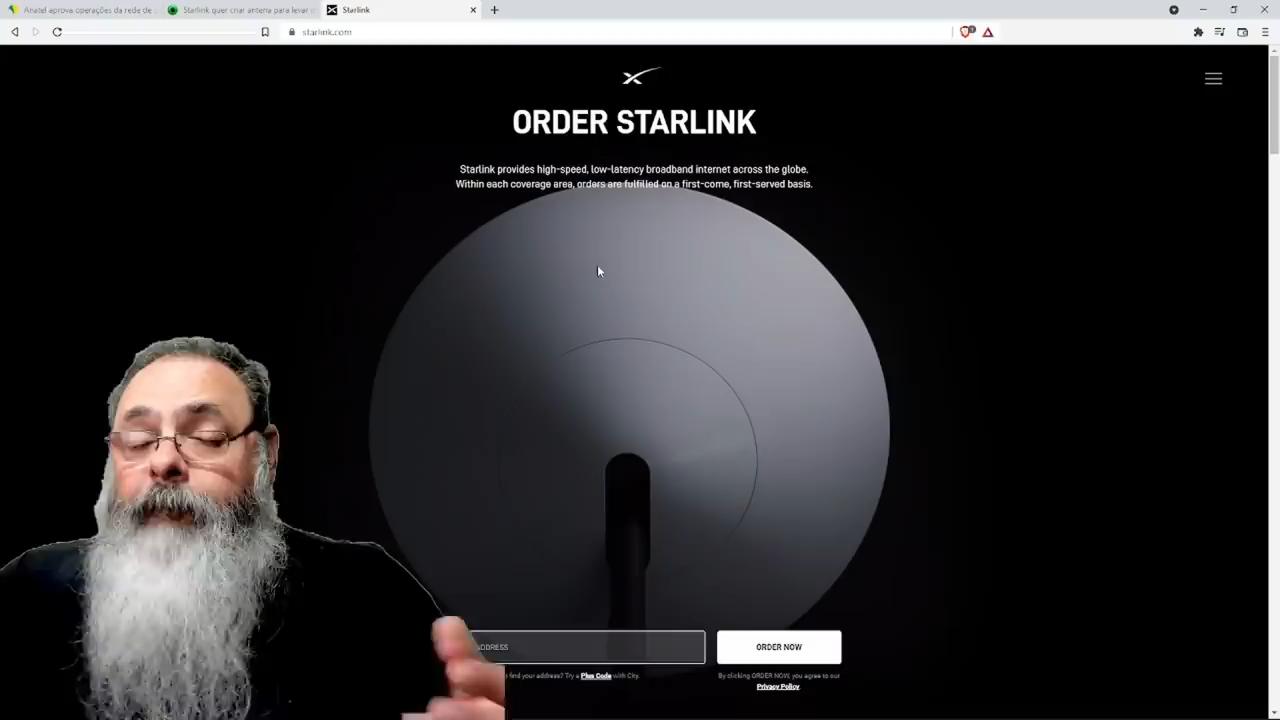 Anatel aprova operações da rede de
Starlink quer criar antena para levar
Starlink
starlink.com
ORDER STARLINK
Starlink provides high-speed, low-latency broadband internet across the globe.
Within each coverage area, orders are fulfilled on a first-come, first-served basis.
ADDRESS
ORDER NOW
find your address? Try a Plus Code with City.
By clicking ORDER NOW, you agree to our
Privacy Policy